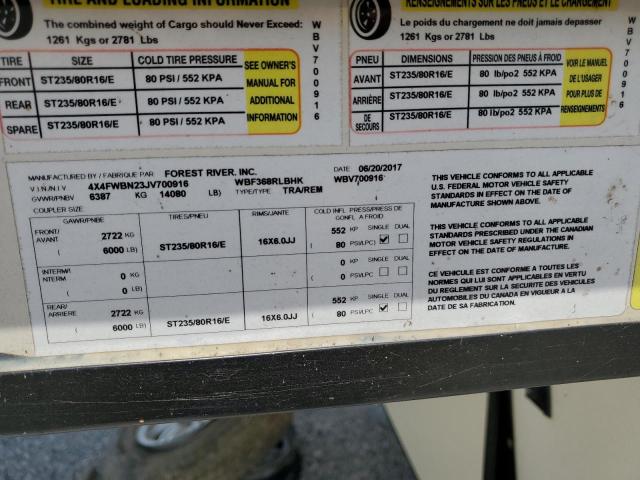 TIRE AND LOADING INFORMATION
The combined weight of Cargo should Never Exceed:
1261 Kgs or 2781 Lbs
TIRE SIZE COLD TIRE PRESSURE
FRONT ST235/80R16/E 80 PSI / 552 KPA
REAR ST235/80R16/E 80 PSI / 552 KPA
SPARE ST235/80R16/E 80 PSI / 552 KPA
SEE OWNER'S
MANUAL FOR
ADDITIONAL
INFORMATION
WBV700916
RENSEIGNEMENTS SUR LES PNEUS ET LE CHARGEMENT
Le poids du chargement ne doit jamais depasser
1261 Kgs or 2781 Lbs
PNEU DIMENSIONS PRESSION DES PNEUS À FROID
AVANT ST235/80R16/E 80 lb/po2 552 KPA
ARRIÈRE ST235/80R16/E 80 lb/po2 552 KPA
DE SECOURS ST235/80R16/E 80 lb/po2 552 KPA
VOIR LE MANUEL
DE L'USAGER
POUR PLUS DE
RENSEIGNEMENTS
WBV700916
MANUFACTURED BY / FABRIQUE PAR FOREST RIVER, INC. DATE 06/20/2017
V.I.N./N.I.V 4X4FWBN23JV700916 WBF368RLBHK WBV700916
GVWR/PNBV 6387 KG 14080 LB) TYPE/TYPE TRA/REM
COUPLER SIZE
GAWR/PNBE TIRES/PNEU RIMS/JANTE COLD INFL PRESS/PRESS DE GONFL A FROID
FRONT/ AVANT 2722 KG ST235/80R16/E 16X6.0JJ 552 KP SINGLE DUAL
( 6000 LB) ( 80 PSI/LPC)
INTERM/ INTERM 0 KG 0 KP SINGLE DUAL
( 0 LB) ( 0 PSI/LPC
REAR/ ARRIÈRE 2722 KG ST235/80R16/E 16X6.0JJ 552 KP SINGLE DUAL
( 6000 LB) ( 80 PSI/LPC
THIS VEHICLE CONFORMS TO ALL APPLICABLE
U.S. FEDERAL MOTOR VEHICLE SAFETY
STANDARDS IN EFFECT ON THE DATE OF
MANUFACTURE SHOWN ABOVE.
THIS VEHICLE CONFORMS TO ALL APPLICABLE
STANDARDS PRESCRIBED UNDER THE CANADIAN
MOTOR VEHICLE SAFETY REGULATIONS IN
EFFECT ON THE DATE OF MANUFACTURE
CE VÉHICULE EST CONFORME A TOUTES LES
NORMES QUI LUI SONT APPLICABLES EN VERTU
DU REGLEMENT SUR LA SECURITE DES VÉHICULES
AUTOMOBILES DU CANADA EN VIGUEUR A LA
DATE DE SA FABRICATION.